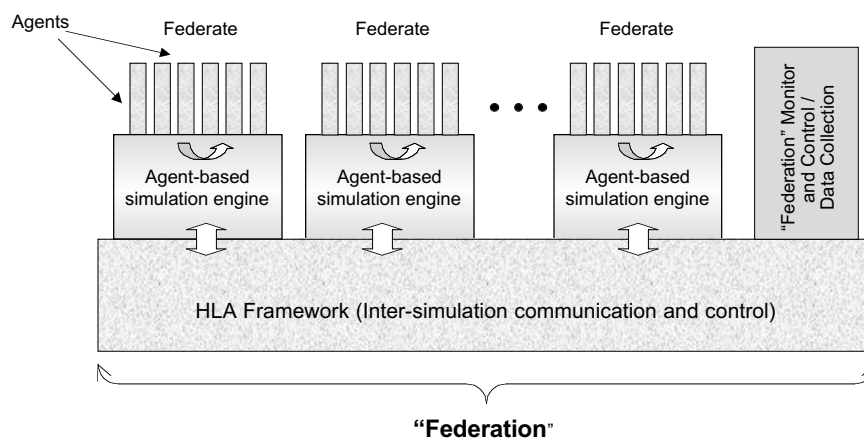 Agents
Federate
Federate
Federate
Agent-based
simulation engine
Agent-based
simulation engine
Agent-based
simulation engine
“Federation” Monitor
and Control /
Data Collection
HLA Framework (Inter-simulation communication and control)
“Federation”